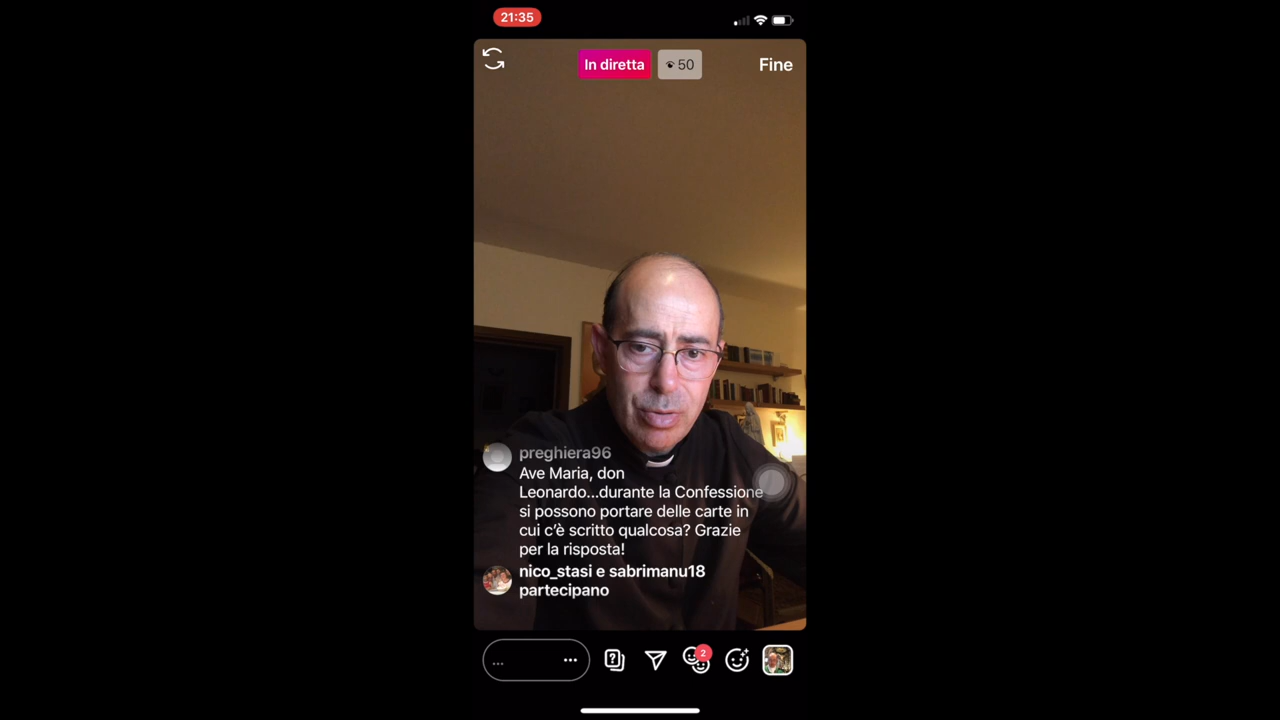 21:35
In diretta
50
Fine
preghiera96
Ave Maria, don
Leonardo...durante la Confessione
si possono portare delle carte in
cui c'è scritto qualcosa? Grazie
per la risposta!
nico_stasi e sabrimanu18
partecipano
...
2